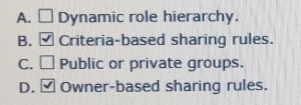 A. ☐ Dynamic role hierarchy.
B. ☑ Criteria-based sharing rules.
C. ☐ Public or private groups.
D. ☑ Owner-based sharing rules.